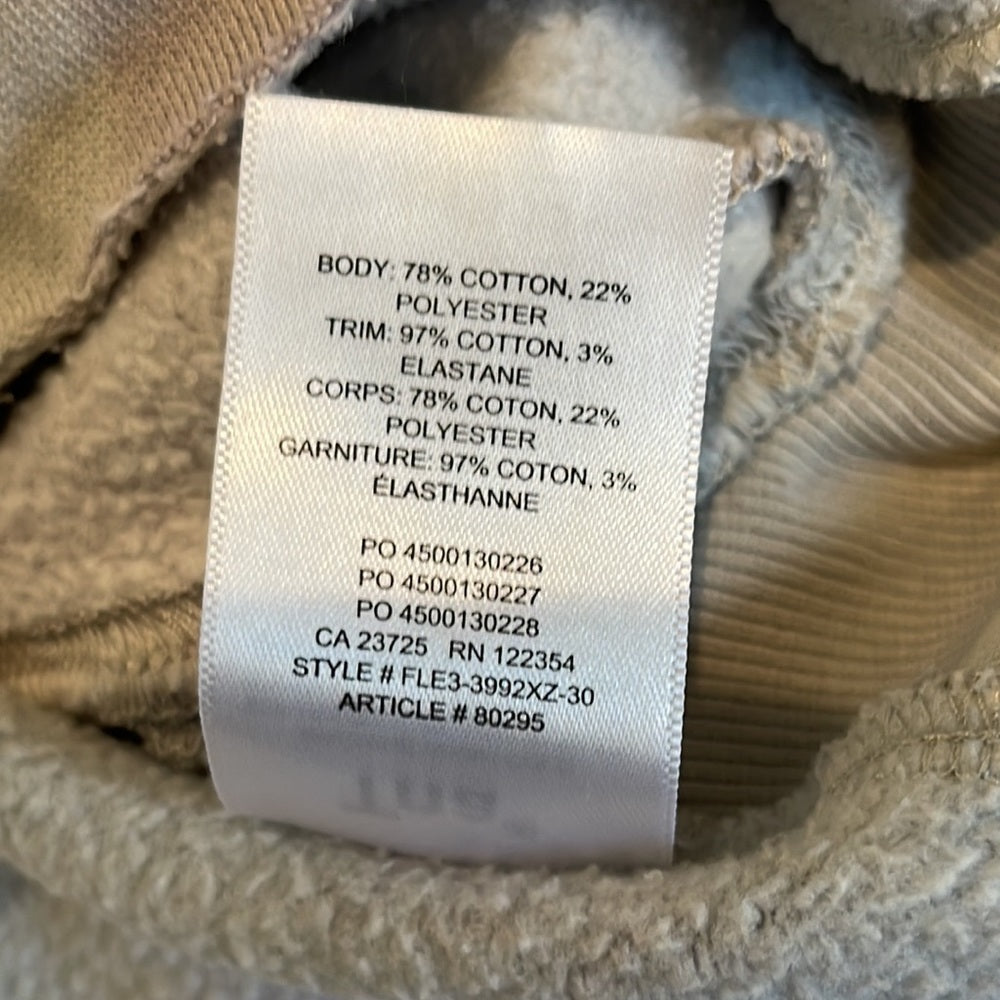 BODY: 78% COTTON, 22%
POLYESTER
TRIM: 97% COTTON, 3%
ELASTANE
CORPS: 78% COTON, 22%
POLYESTER
GARNITURE: 97% COTON, 3%
ÉLASTHANNE
PO 4500130226
PO 4500130227
PO 4500130228
CA 23725 RN 122354
STYLE # FLE3-3992XZ-30
ARTICLE # 80295